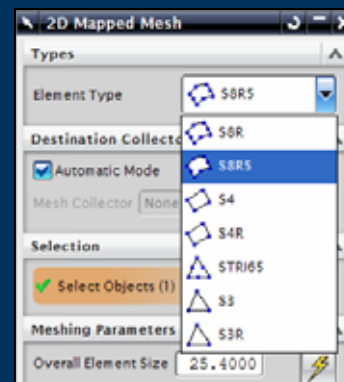 2D Mapped Mesh
Types
Element Type S8R5
S8R
Destination Collecto
S8R5
Automatic Mode
S4
Mesh Collector None
S4R
Selection
STRI65
Select Objects (1)
S3
Meshing Parameters
S3R
Overall Element Size 25.4000